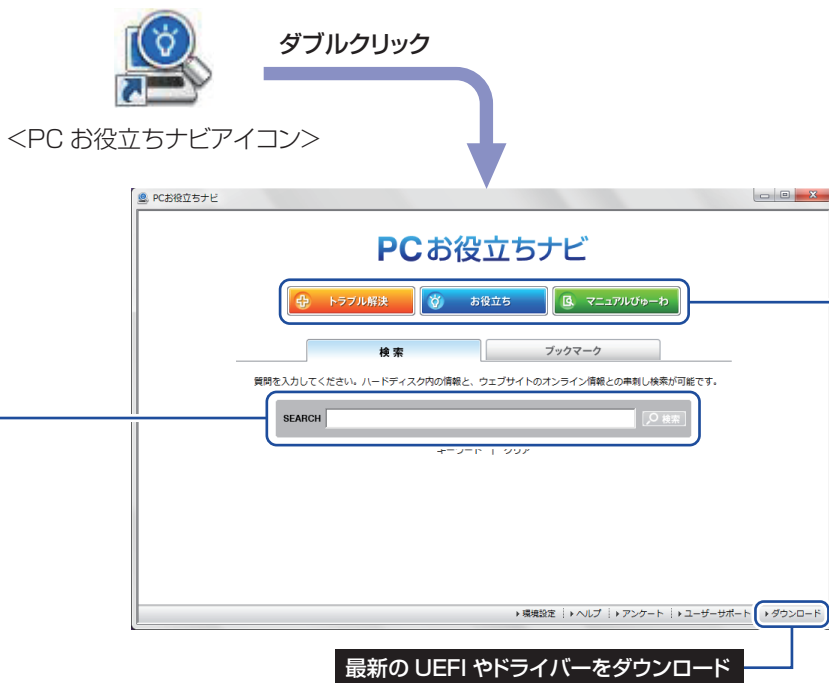 ダブルクリック
<PC お役立ちナビアイコン>
PCお役立ちナビ
PCお役立ちナビ
トラブル解決 お役立ち マニュアルびゅーわ
検索 ブックマーク
質問を入力してください。ハードディスク内の情報と、ウェブサイトのオンライン情報との串刺し検索が可能です。
SEARCH 検索
キーワード | クリア
環境設定 ヘルプ アンケート ユーザーサポート ダウンロード
最新の UEFI やドライバーをダウンロード